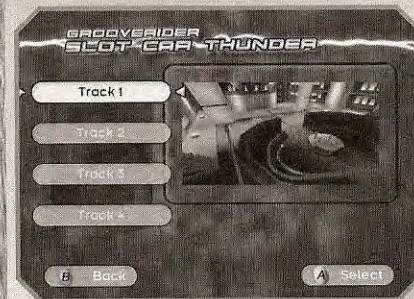 GROOVERIDER
SLOT CAR THUNDER
Track 1
Track 2
Track 3
Track 4
B Back
A Select